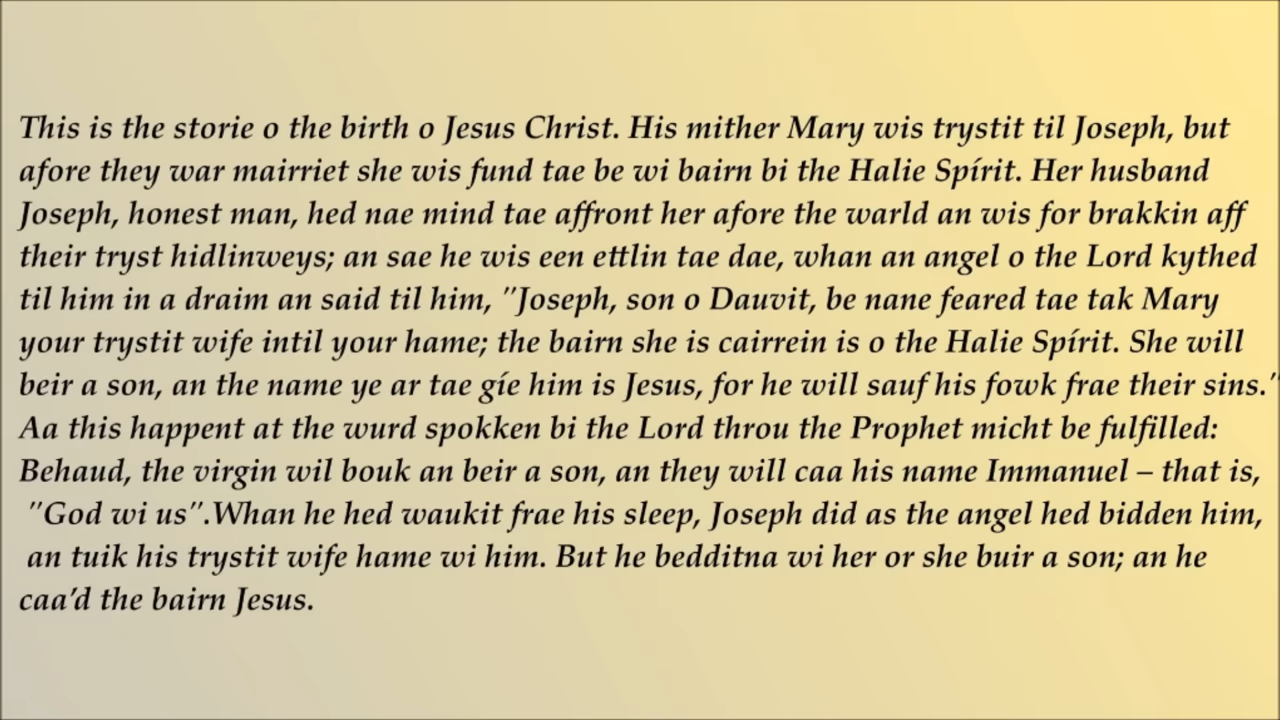 This is the storie o the birth o Jesus Christ. His mither Mary wis trystit til Joseph, but
afore they war mairriet she wis fund tae be wi bairn bi the Halie Spírit. Her husband
Joseph, honest man, hed nae mind tae affront her afore the warld an wis for brakkin aff
their tryst hidlinweys; an sae he wis een ettlin tae dae, whan an angel o the Lord kythed
til him in a draim an said til him, "Joseph, son o Dauvit, be nane feared tae tak Mary
your trystit wife intil your hame; the bairn she is cairrein is o the Halie Spírit. She will
beir a son, an the name ye ar tae gíe him is Jesus, for he will sauf his fowk frae their sins."
Aa this happent at the wurd spokken bi the Lord throu the Prophet micht be fulfilled:
Behaud, the virgin wil bouk an beir a son, an they will caa his name Immanuel – that is,
"God wi us".Whan he hed waukit frae his sleep, Joseph did as the angel hed bidden him,
an tuik his trystit wife hame wi him. But he bedditna wi her or she buir a son; an he
caa'd the bairn Jesus.